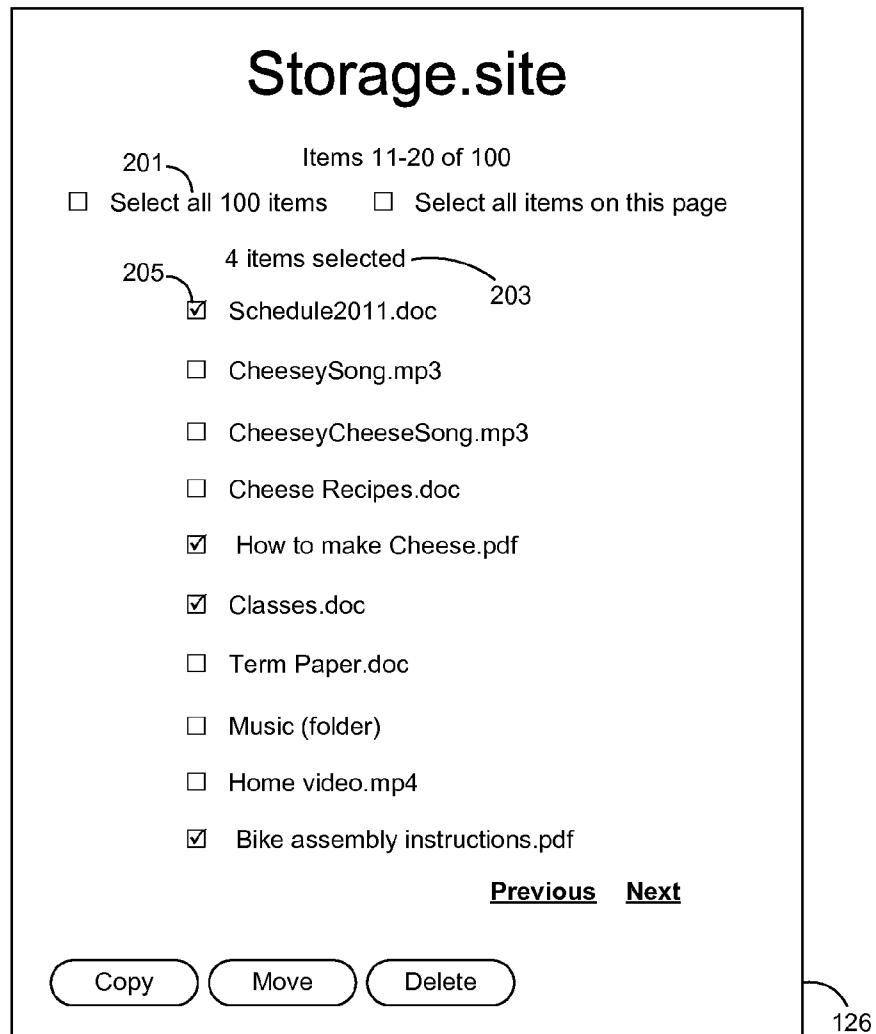 Storage.site
Items 11-20 of 100
201
☐ Select all 100 items ☐ Select all items on this page
4 items selected
205
203
☑ Schedule2011.doc
☐ CheeseySong.mp3
☐ CheeseyCheeseSong.mp3
☐ Cheese Recipes.doc
☑ How to make Cheese.pdf
☑ Classes.doc
☐ Term Paper.doc
☐ Music (folder)
☐ Home video.mp4
☑ Bike assembly instructions.pdf
Previous Next
Copy Move Delete
126